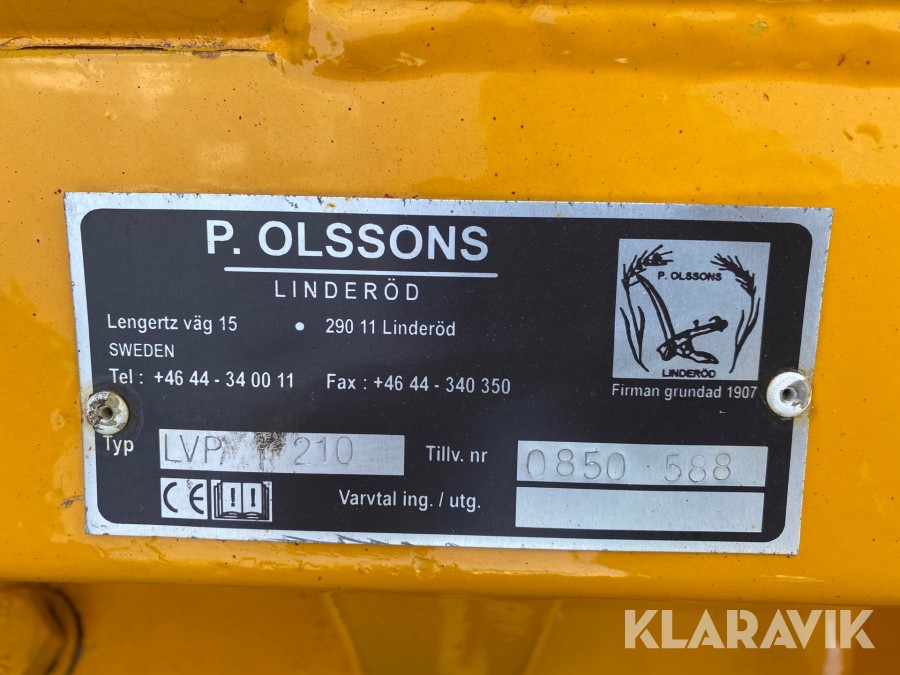 P. OLSSONS
LINDERÖD
Lengertz väg 15 • 290 11 Linderöd
SWEDEN
Tel : +46 44 - 34 00 11 Fax : +46 44 - 340 350
P. OLSSONS
LINDERÖD
Firman grundad 1907
Typ LVP 210 Tillv. nr 0850 588
CE Varvtal ing. / utg.
KLARAVIK